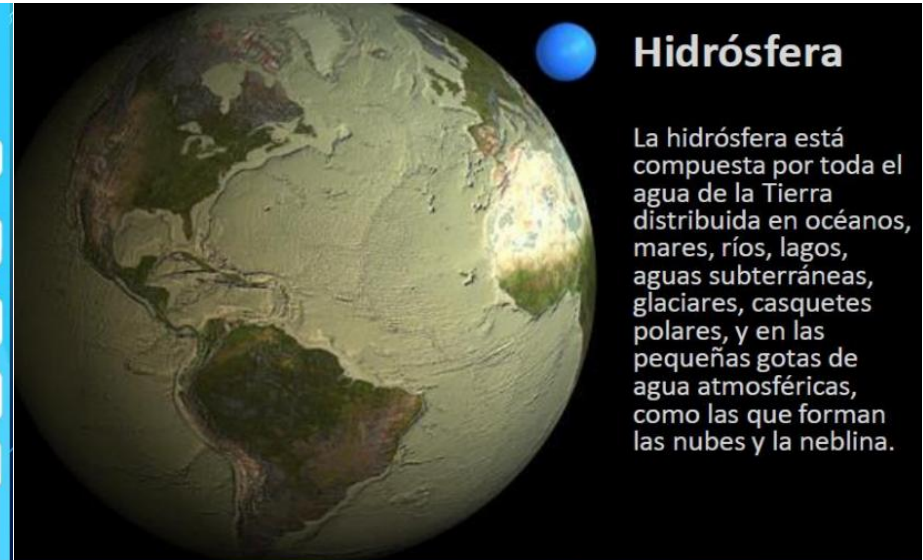 Hidrósfera
La hidrósfera está
compuesta por toda el
agua de la Tierra
distribuida en océanos,
mares, ríos, lagos,
aguas subterráneas,
glaciares, casquetes
polares, y en las
pequeñas gotas de
agua atmosféricas,
como las que forman
las nubes y la neblina.